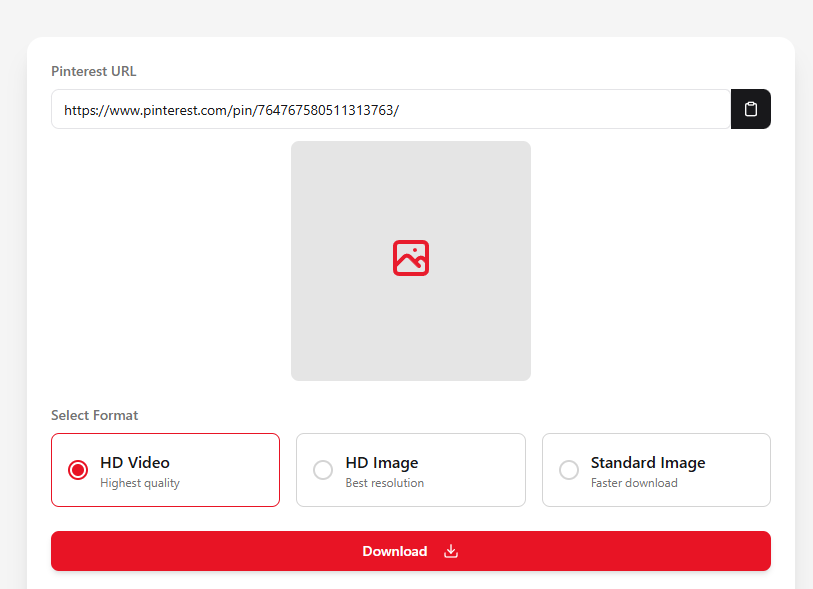 Pinterest URL
https://www.pinterest.com/pin/764767580511313763/
Select Format
HD Video
Highest quality
HD Image
Best resolution
Standard Image
Faster download
Download